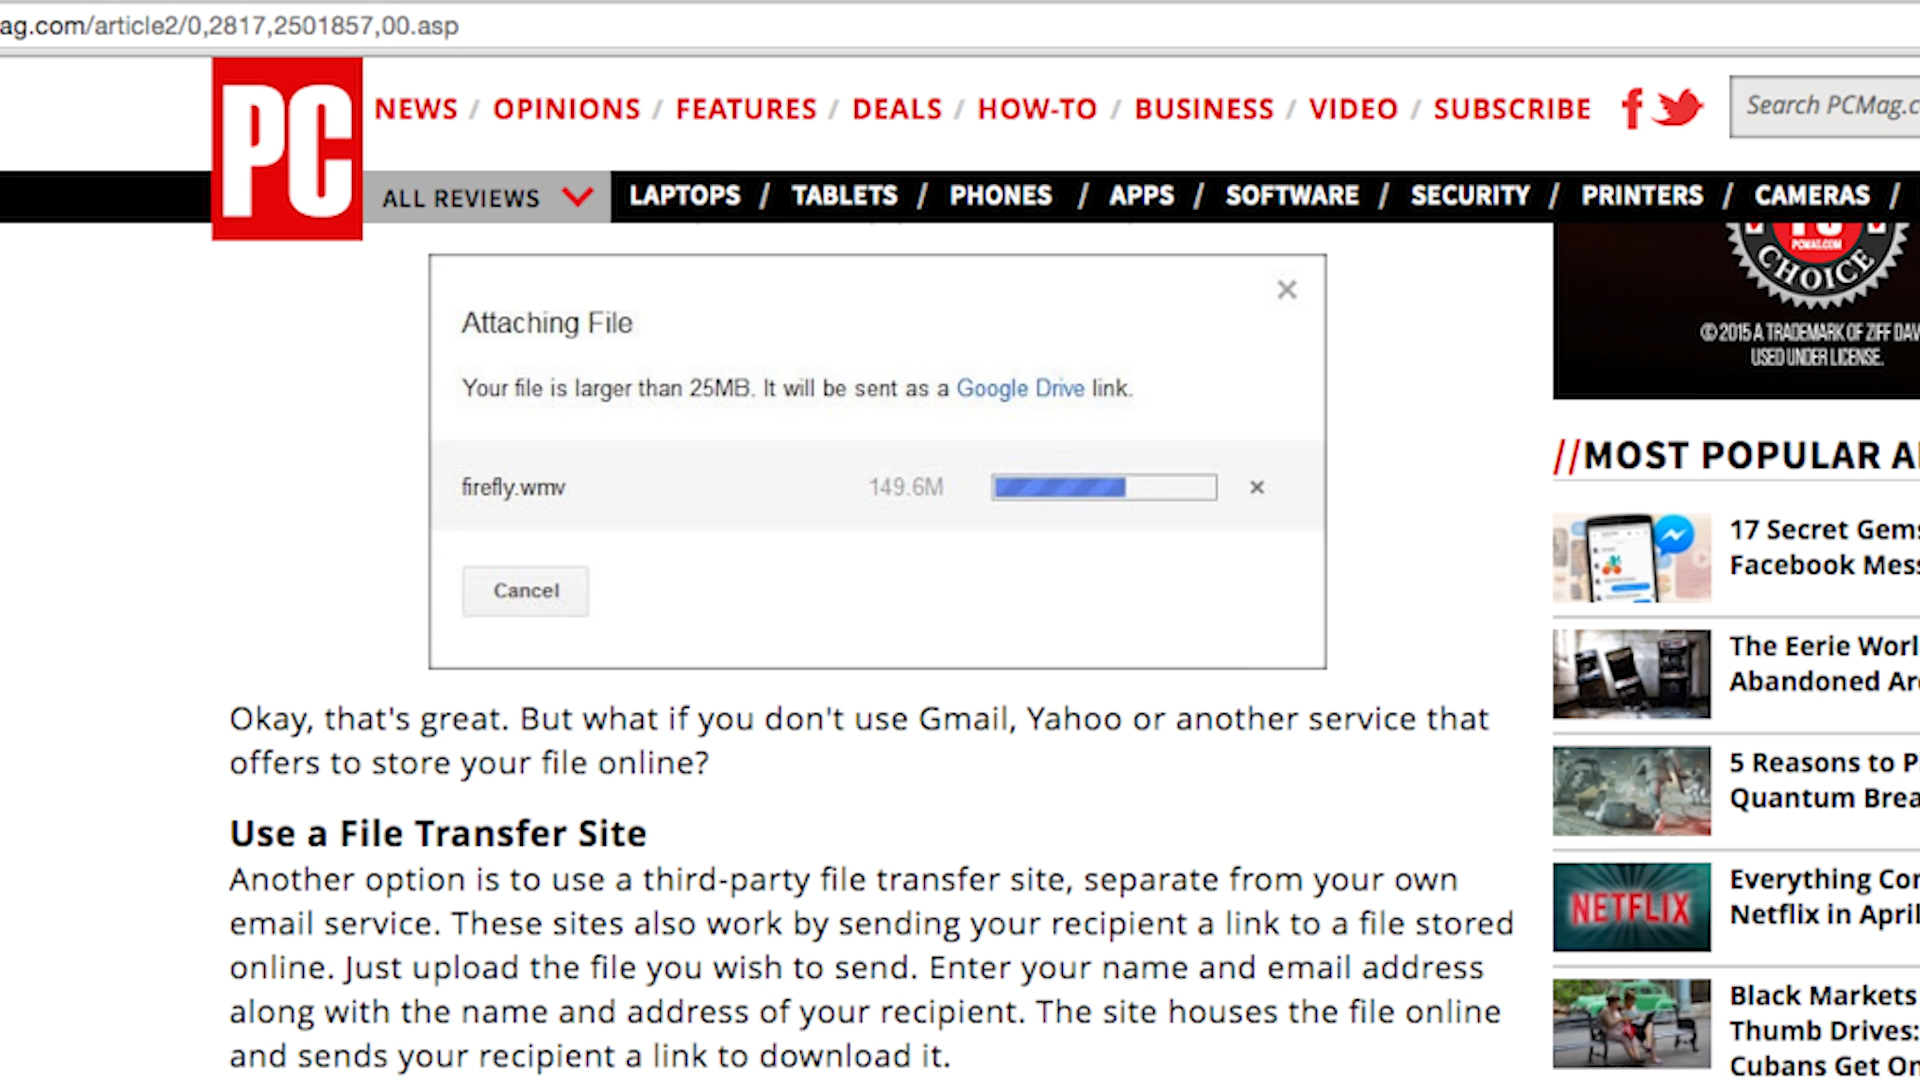 ag.com/article2/0,2817,2501857,00.asp
PC
NEWS / OPINIONS / FEATURES / DEALS / HOW-TO / BUSINESS / VIDEO / SUBSCRIBE
Search PCMag.c
ALL REVIEWS
LAPTOPS / TABLETS / PHONES / APPS / SOFTWARE / SECURITY / PRINTERS / CAMERAS /
PCMAG.COM
CHOICE
© 2015 A TRADEMARK OF ZIFF DAV
USED UNDER LICENSE.
Attaching File
Your file is larger than 25MB. It will be sent as a Google Drive link.
firefly.wmv 149.6M
Cancel
Okay, that's great. But what if you don't use Gmail, Yahoo or another service that
offers to store your file online?
Use a File Transfer Site
Another option is to use a third-party file transfer site, separate from your own
email service. These sites also work by sending your recipient a link to a file stored
online. Just upload the file you wish to send. Enter your name and email address
along with the name and address of your recipient. The site houses the file online
and sends your recipient a link to download it.
//MOST POPULAR A
17 Secret Gems
Facebook Mess
The Eerie Worl
Abandoned Arc
5 Reasons to P
Quantum Brea
NETFLIX
Everything Con
Netflix in April
Black Markets
Thumb Drives:
Cubans Get On